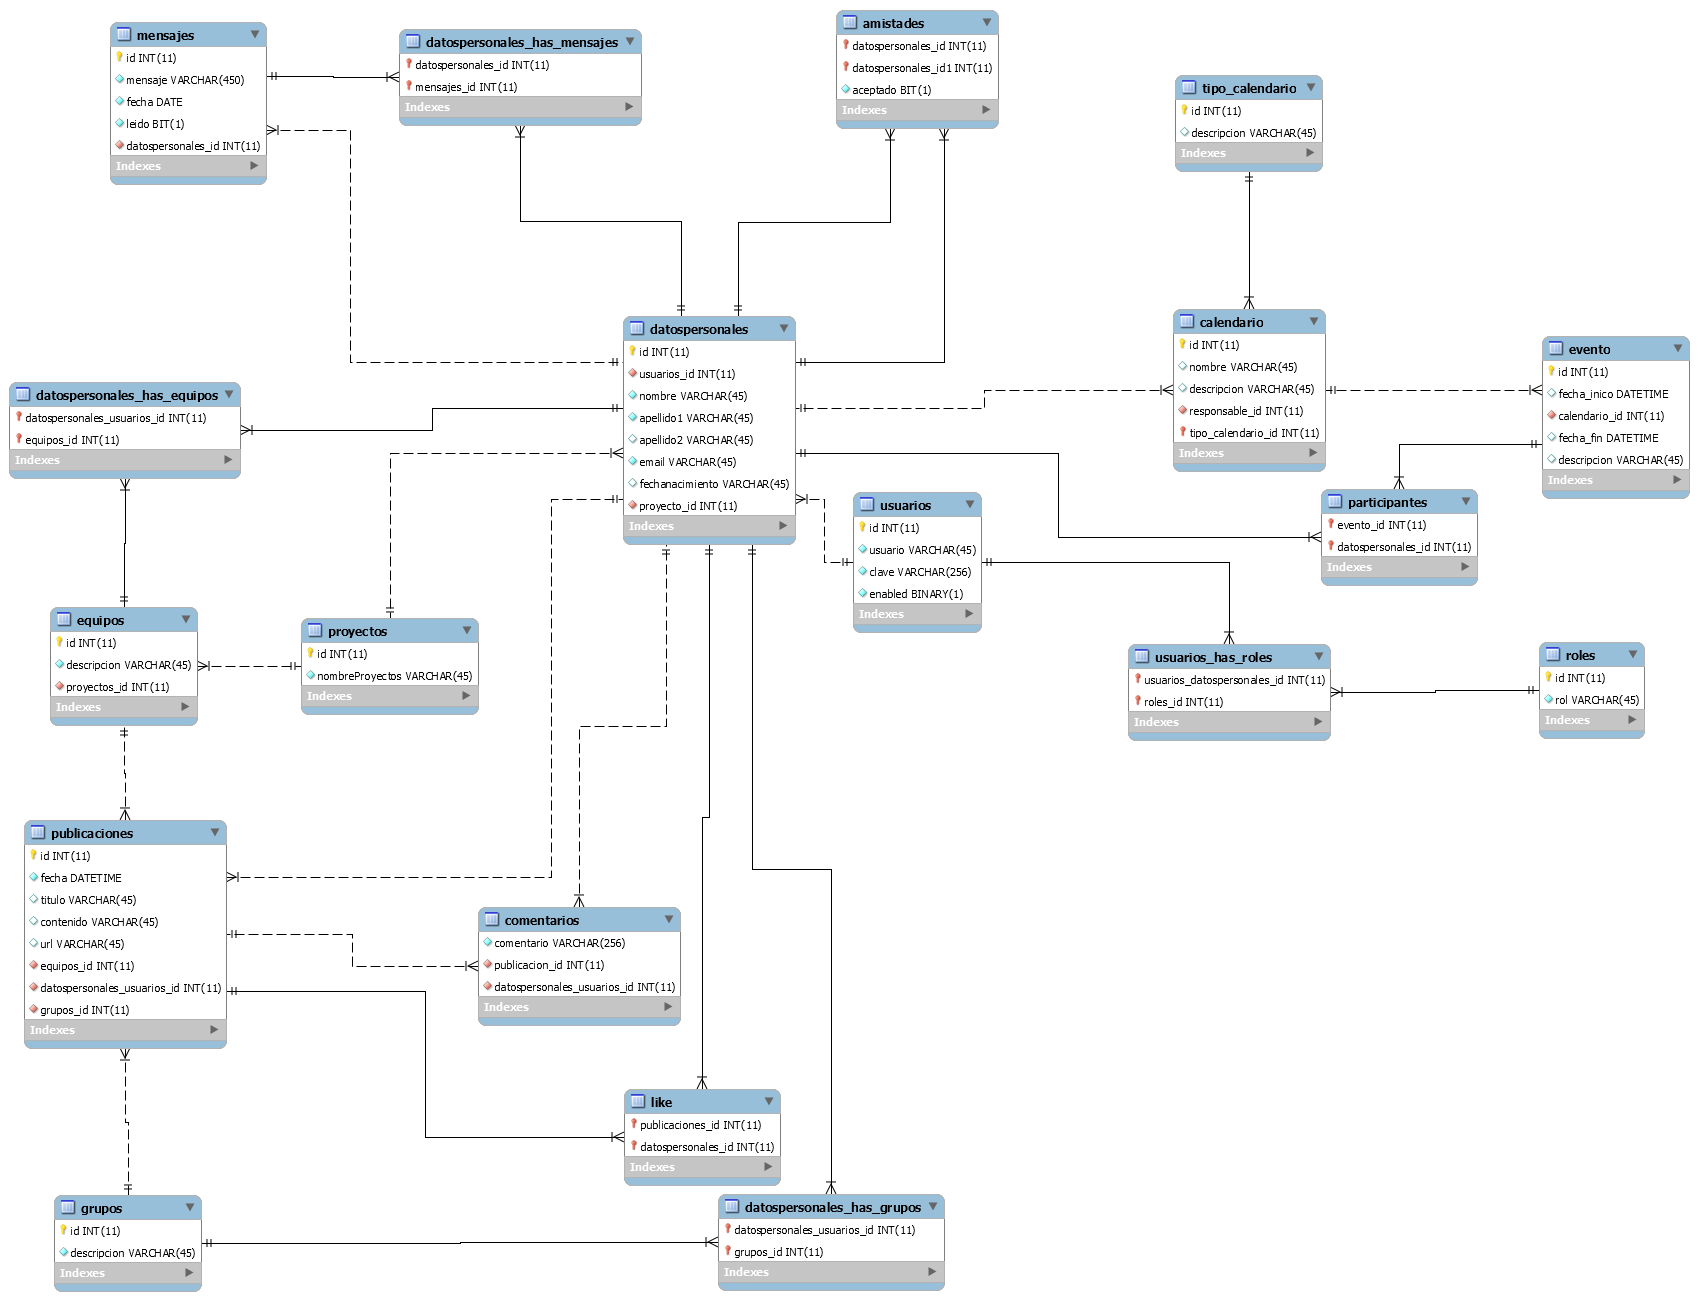 mensajes
id INT(11)
mensaje VARCHAR(450)
fecha DATE
leido BIT(1)
datospersonales_id INT(11)
Indexes
datospersonales_has_mensajes
datospersonales_id INT(11)
mensajes_id INT(11)
Indexes
amistades
datospersonales_id INT(11)
datospersonales_id1 INT(11)
aceptado BIT(1)
Indexes
tipo_calendario
id INT(11)
descripcion VARCHAR(45)
Indexes
datospersonales
id INT(11)
usuarios_id INT(11)
nombre VARCHAR(45)
apellido1 VARCHAR(45)
apellido2 VARCHAR(45)
email VARCHAR(45)
fechanacimiento VARCHAR(45)
proyecto_id INT(11)
Indexes
calendario
id INT(11)
nombre VARCHAR(45)
descripcion VARCHAR(45)
responsable_id INT(11)
tipo_calendario_id INT(11)
Indexes
evento
id INT(11)
fecha_inico DATETIME
calendario_id INT(11)
fecha_fin DATETIME
descripcion VARCHAR(45)
Indexes
datospersonales_has_equipos
datospersonales_usuarios_id INT(11)
equipos_id INT(11)
Indexes
usuarios
id INT(11)
usuario VARCHAR(45)
clave VARCHAR(256)
enabled BINARY(1)
Indexes
participantes
evento_id INT(11)
datospersonales_id INT(11)
Indexes
equipos
id INT(11)
descripcion VARCHAR(45)
proyectos_id INT(11)
Indexes
proyectos
id INT(11)
nombreProyectos VARCHAR(45)
Indexes
usuarios_has_roles
usuarios_datospersonales_id INT(11)
roles_id INT(11)
Indexes
roles
id INT(11)
rol VARCHAR(45)
Indexes
publicaciones
id INT(11)
fecha DATETIME
titulo VARCHAR(45)
contenido VARCHAR(45)
url VARCHAR(45)
equipos_id INT(11)
datospersonales_usuarios_id INT(11)
grupos_id INT(11)
Indexes
comentarios
comentario VARCHAR(256)
publicacion_id INT(11)
datospersonales_usuarios_id INT(11)
Indexes
like
publicaciones_id INT(11)
datospersonales_id INT(11)
Indexes
grupos
id INT(11)
descripcion VARCHAR(45)
Indexes
datospersonales_has_grupos
datospersonales_usuarios_id INT(11)
grupos_id INT(11)
Indexes